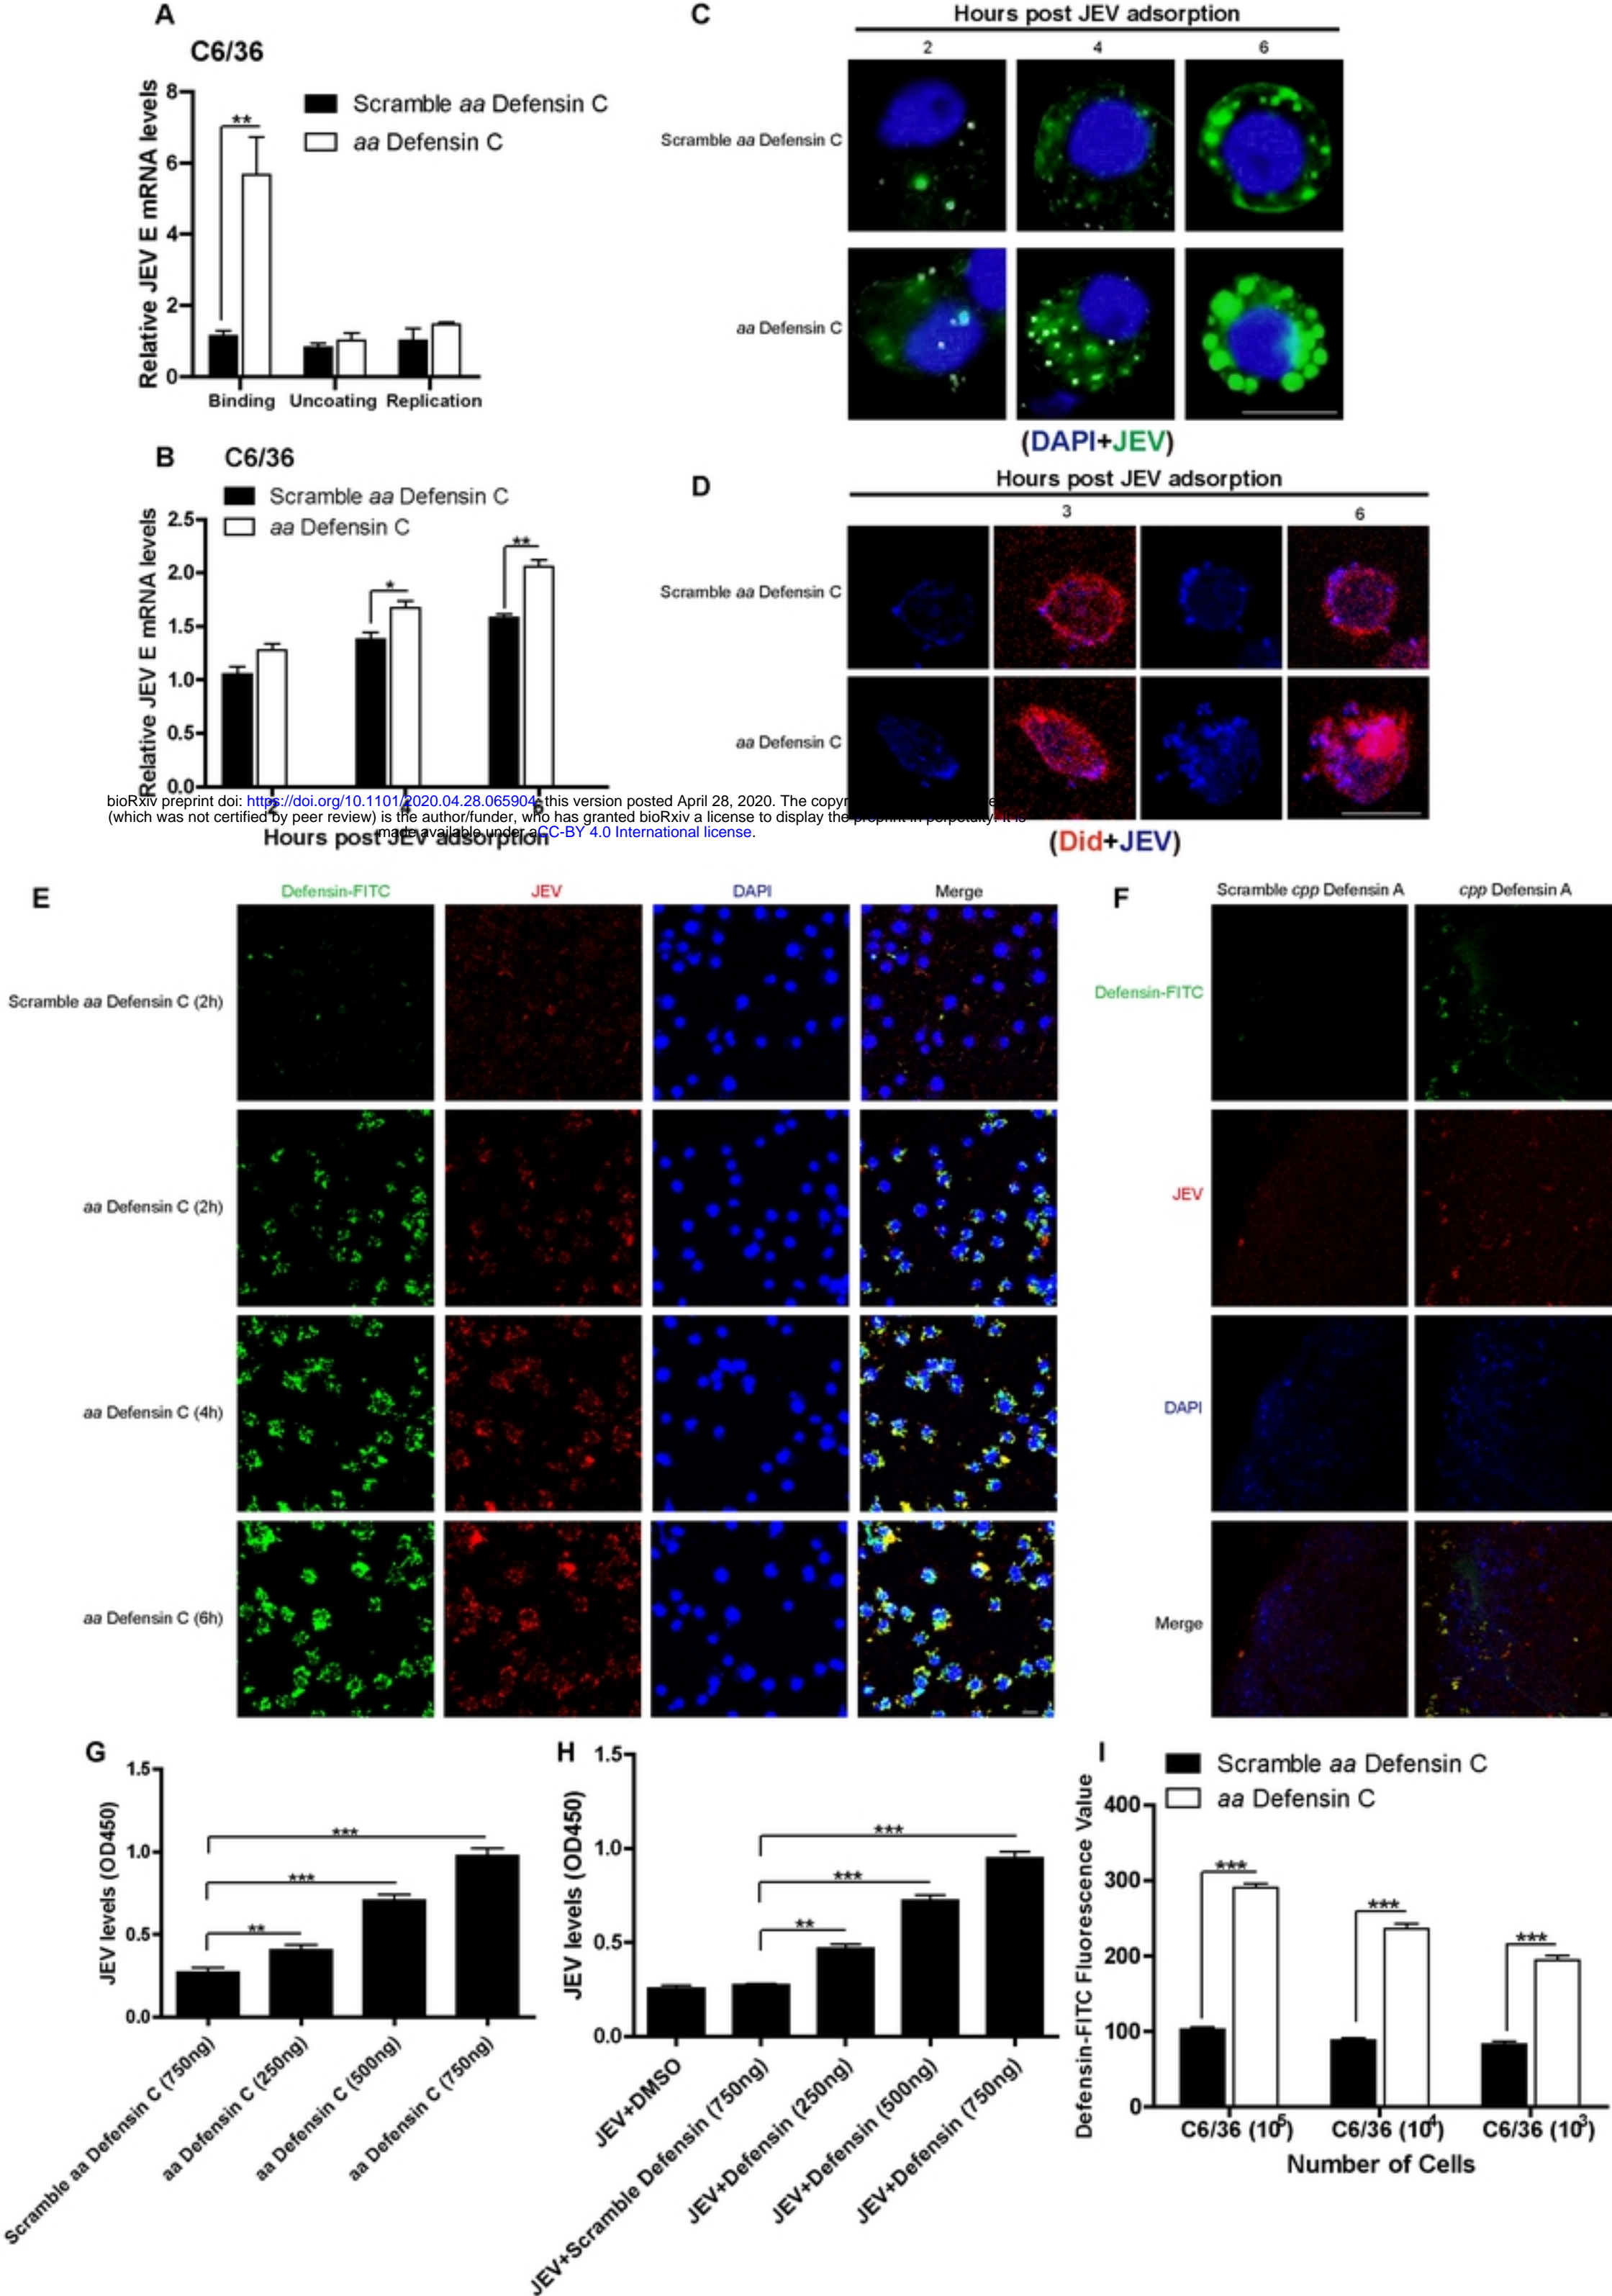 A
C6/36
Relative JEV E mRNA levels
8
6
4
2
0
**
Scramble aa Defensin C
aa Defensin C
Binding Uncoating Replication
B
C6/36
Scramble aa Defensin C
aa Defensin C
Relative JEV E mRNA levels
2.5
2.0
1.5
1.0
0.5
0.0
*
**
2 4 6
Hours post JEV adsorption
bioRxiv preprint doi: https://doi.org/10.1101/2020.04.28.065904; this version posted April 28, 2020. The copyr
(which was not certified by peer review) is the author/funder, who has granted bioRxiv a license to display the preprint in perpetuity. It is
made available under aCC-BY 4.0 International license.
C
Hours post JEV adsorption
2 4 6
Scramble aa Defensin C
aa Defensin C
(DAPI+JEV)
D
Hours post JEV adsorption
3 6
Scramble aa Defensin C
aa Defensin C
(Did+JEV)
E
Defensin-FITC JEV DAPI Merge
Scramble aa Defensin C (2h)
aa Defensin C (2h)
aa Defensin C (4h)
aa Defensin C (6h)
F
Scramble cpp Defensin A cpp Defensin A
Defensin-FITC
JEV
DAPI
Merge
G
JEV levels (OD450)
1.5
1.0
0.5
0.0
***
***
**
Scramble aa Defensin C (750ng)
aa Defensin C (250ng)
aa Defensin C (500ng)
aa Defensin C (750ng)
H
JEV levels (OD450)
1.5
1.0
0.5
0.0
***
***
**
JEV+DMSO
JEV+Scramble Defensin (750ng)
JEV+Defensin (250ng)
JEV+Defensin (500ng)
JEV+Defensin (750ng)
I
Scramble aa Defensin C
aa Defensin C
Defensin-FITC Fluorescence Value
400
300
200
100
0
***
***
***
C6/36 (10⁵) C6/36 (10⁴) C6/36 (10³)
Number of Cells